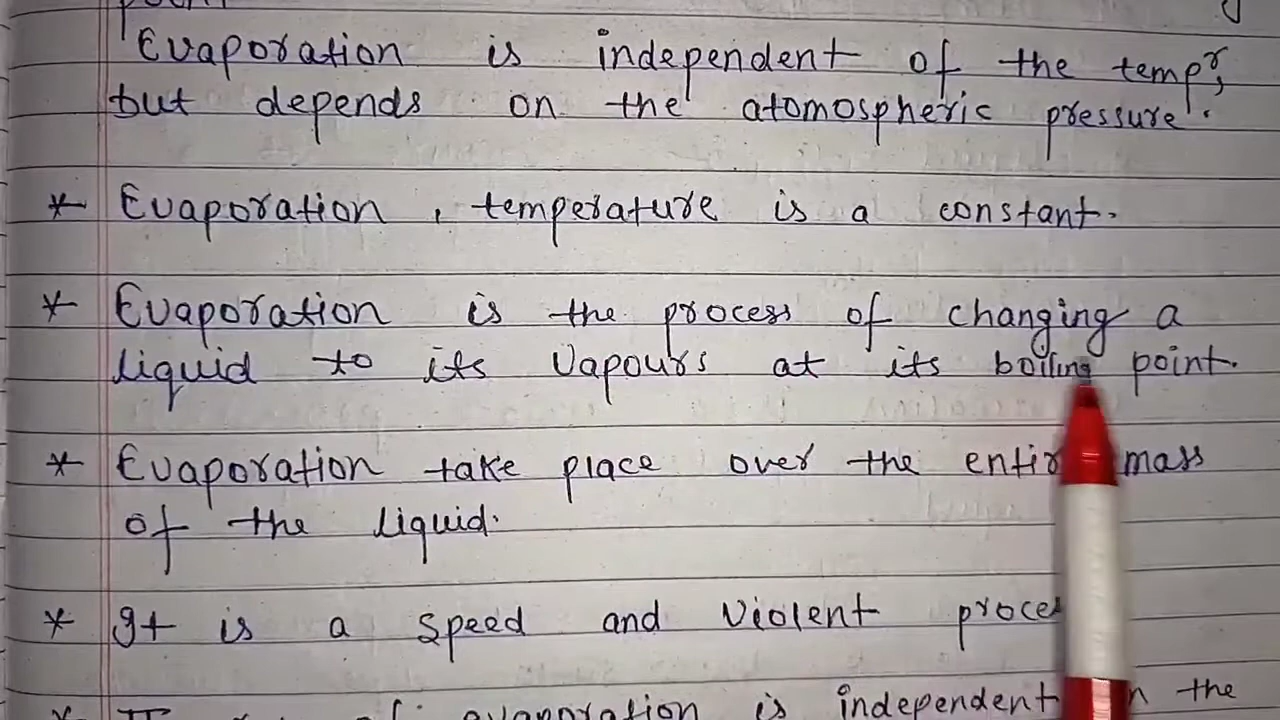 Evaporation is independent of the tempr,
but depends on the atomospheric pressure.
* Evaporation, temperature is a constant.
* Evaporation is the process of changing a
liquid to its Vapours at its boiling point.
* Evaporation take place over the entire mass
of the liquid.
* It is a speed and violent proce
of evaporation is independent the